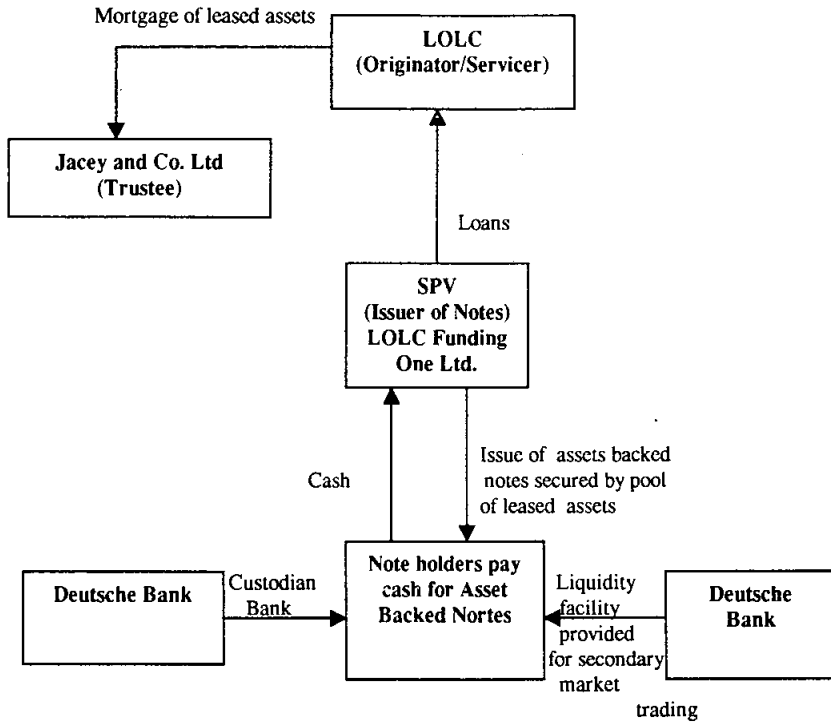 Mortgage of leased assets
LOLC
(Originator/Servicer)
Jacey and Co. Ltd
(Trustee)
Loans
SPV
(Issuer of Notes)
LOLC Funding
One Ltd.
Cash
Issue of assets backed
notes secured by pool
of leased assets
Deutsche Bank
Custodian
Bank
Note holders pay
cash for Asset
Backed Nortes
Liquidity
facility
provided
for secondary
market
trading
Deutsche
Bank